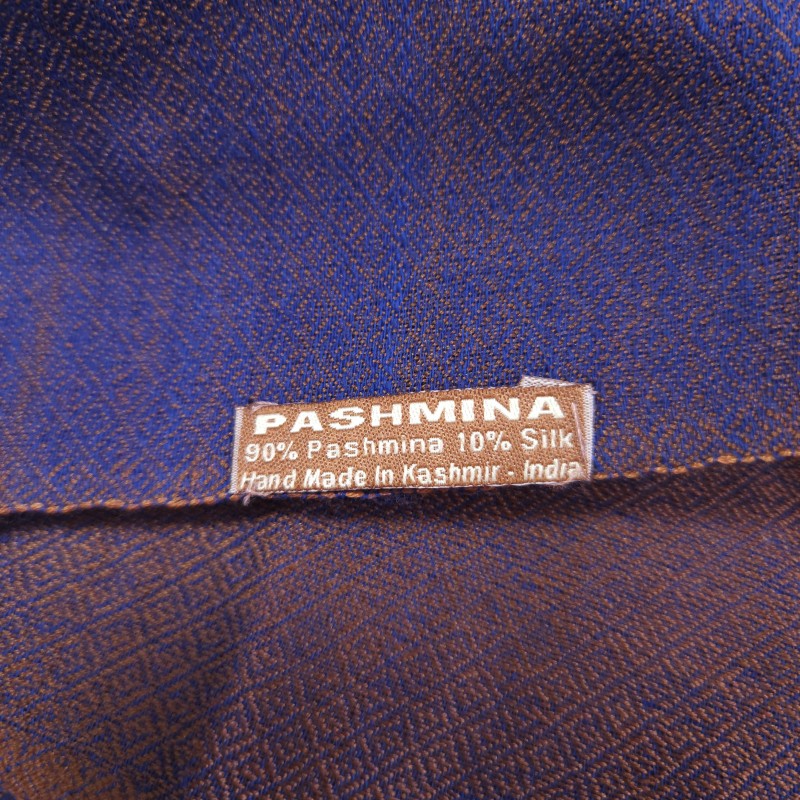 PASHMINA
90% Pashmina 10% Silk
Hand Made In Kashmir - India